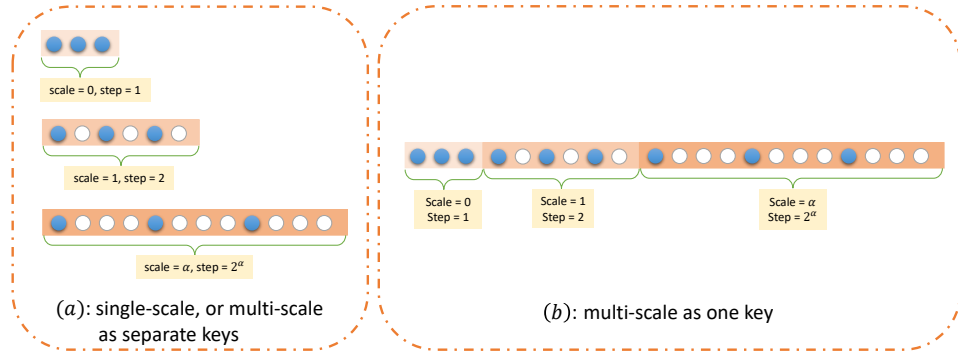 scale = 0, step = 1
scale = 1, step = 2
scale = α, step = 2^α
(a): single-scale, or multi-scale
as separate keys
Scale = 0
Step = 1
Scale = 1
Step = 2
Scale = α
Step = 2^α
(b): multi-scale as one key